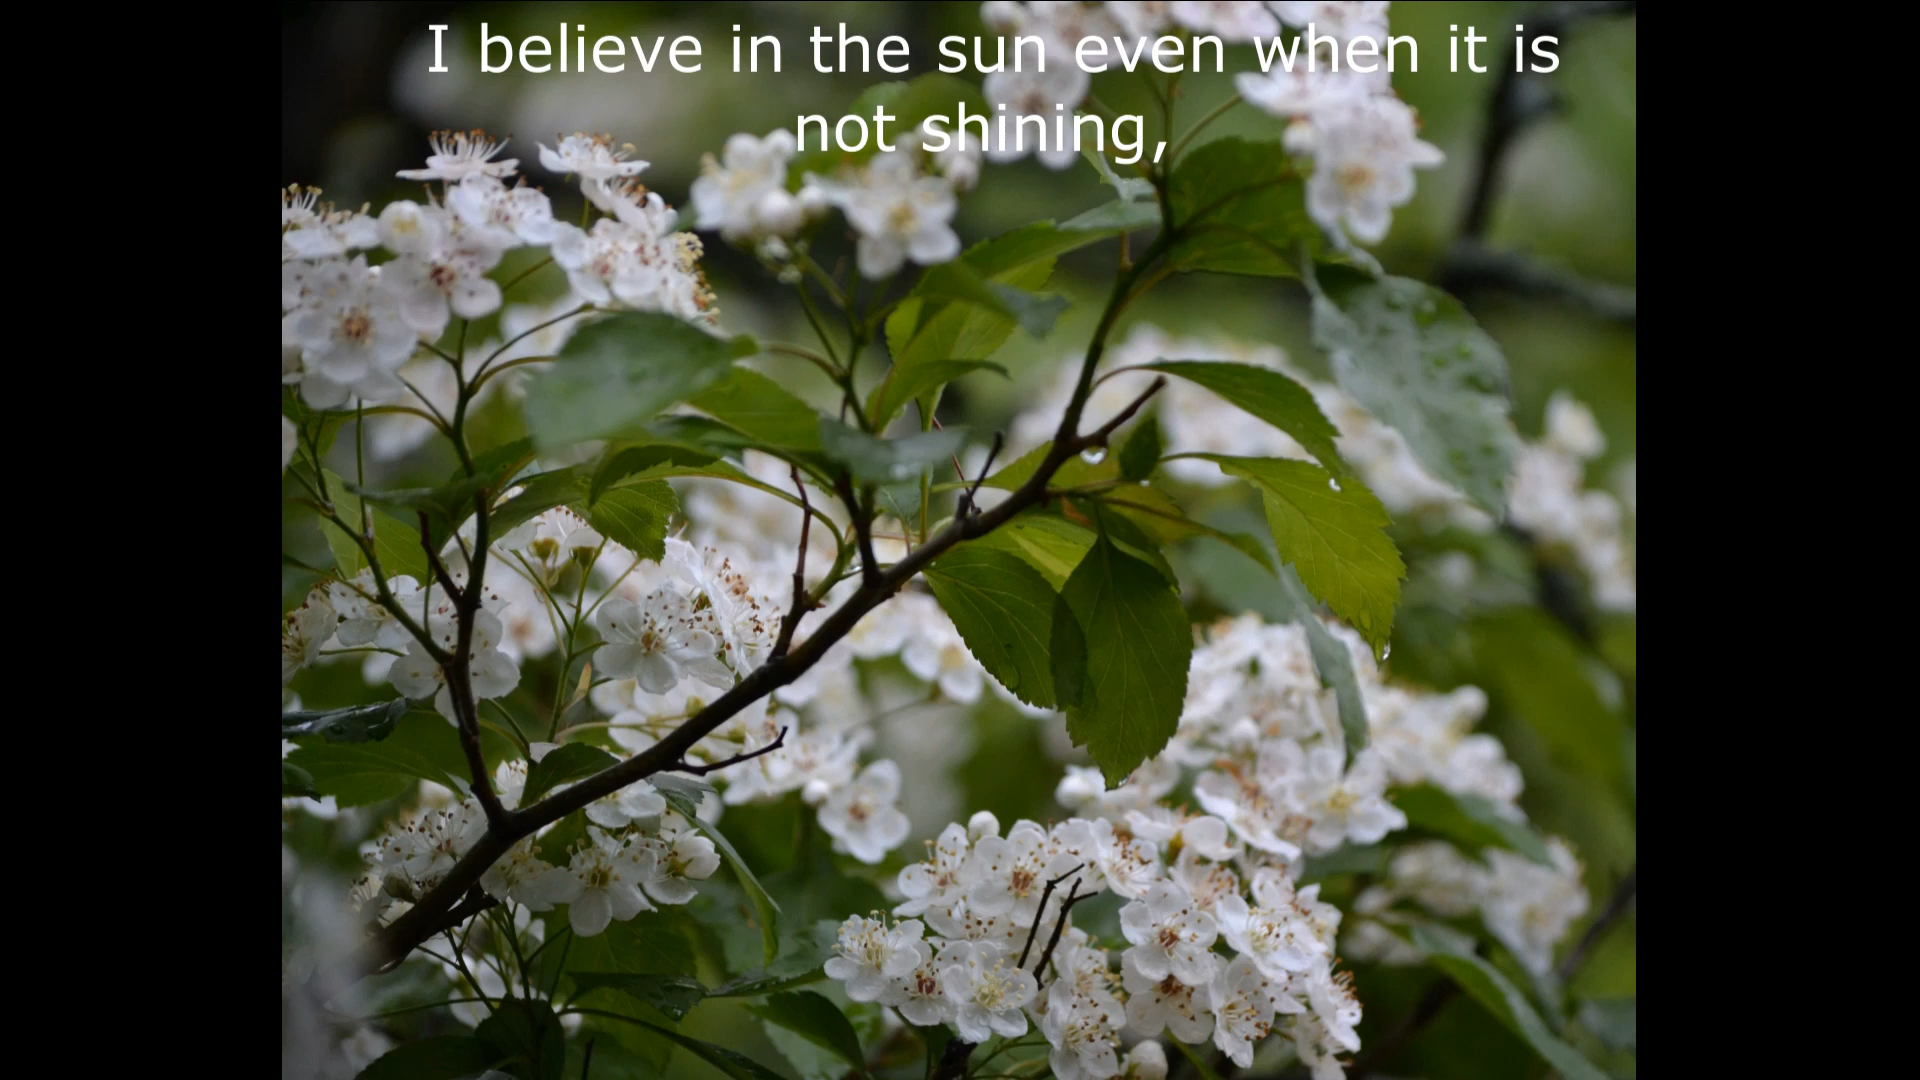 I believe in the sun even when it is
not shining,